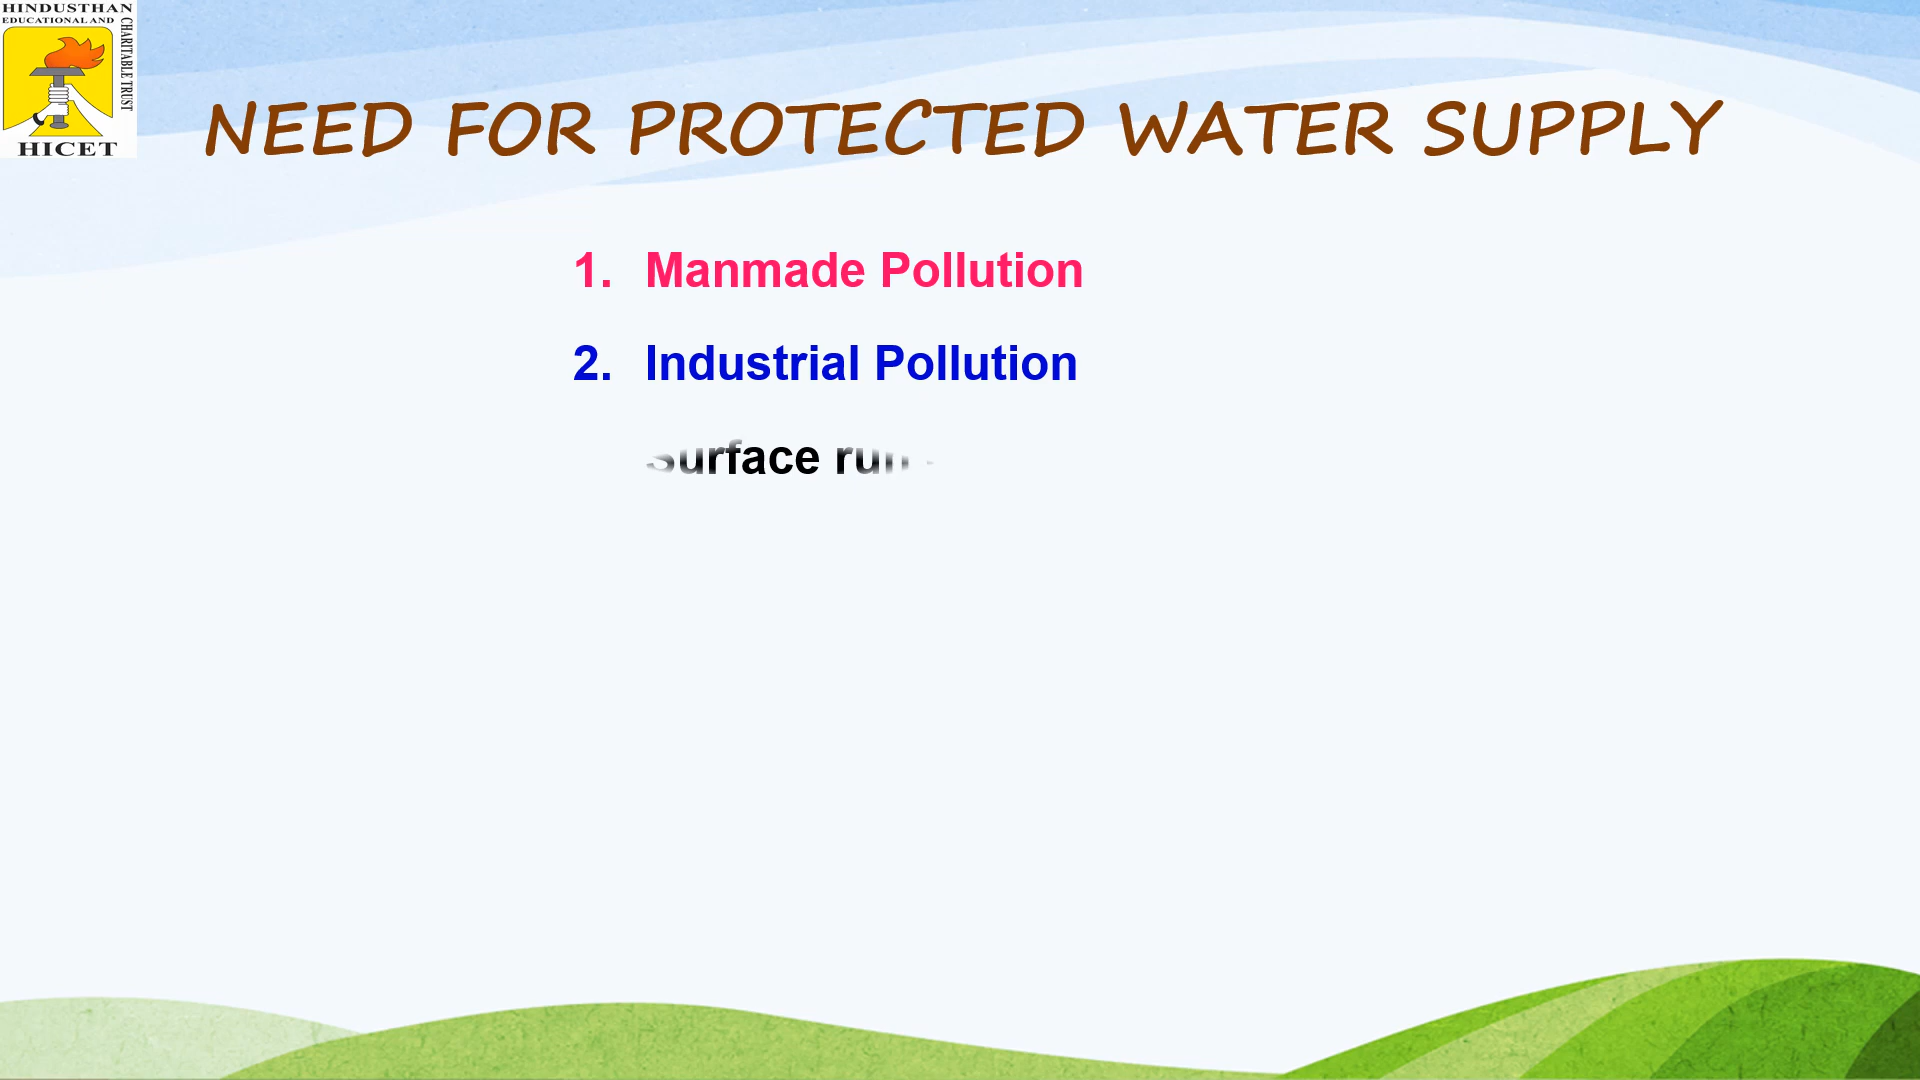 HINDUSTHAN
EDUCATIONAL AND
CHARITABLE TRUST
HICET
NEED FOR PROTECTED WATER SUPPLY
1. Manmade Pollution
2. Industrial Pollution
Surface run